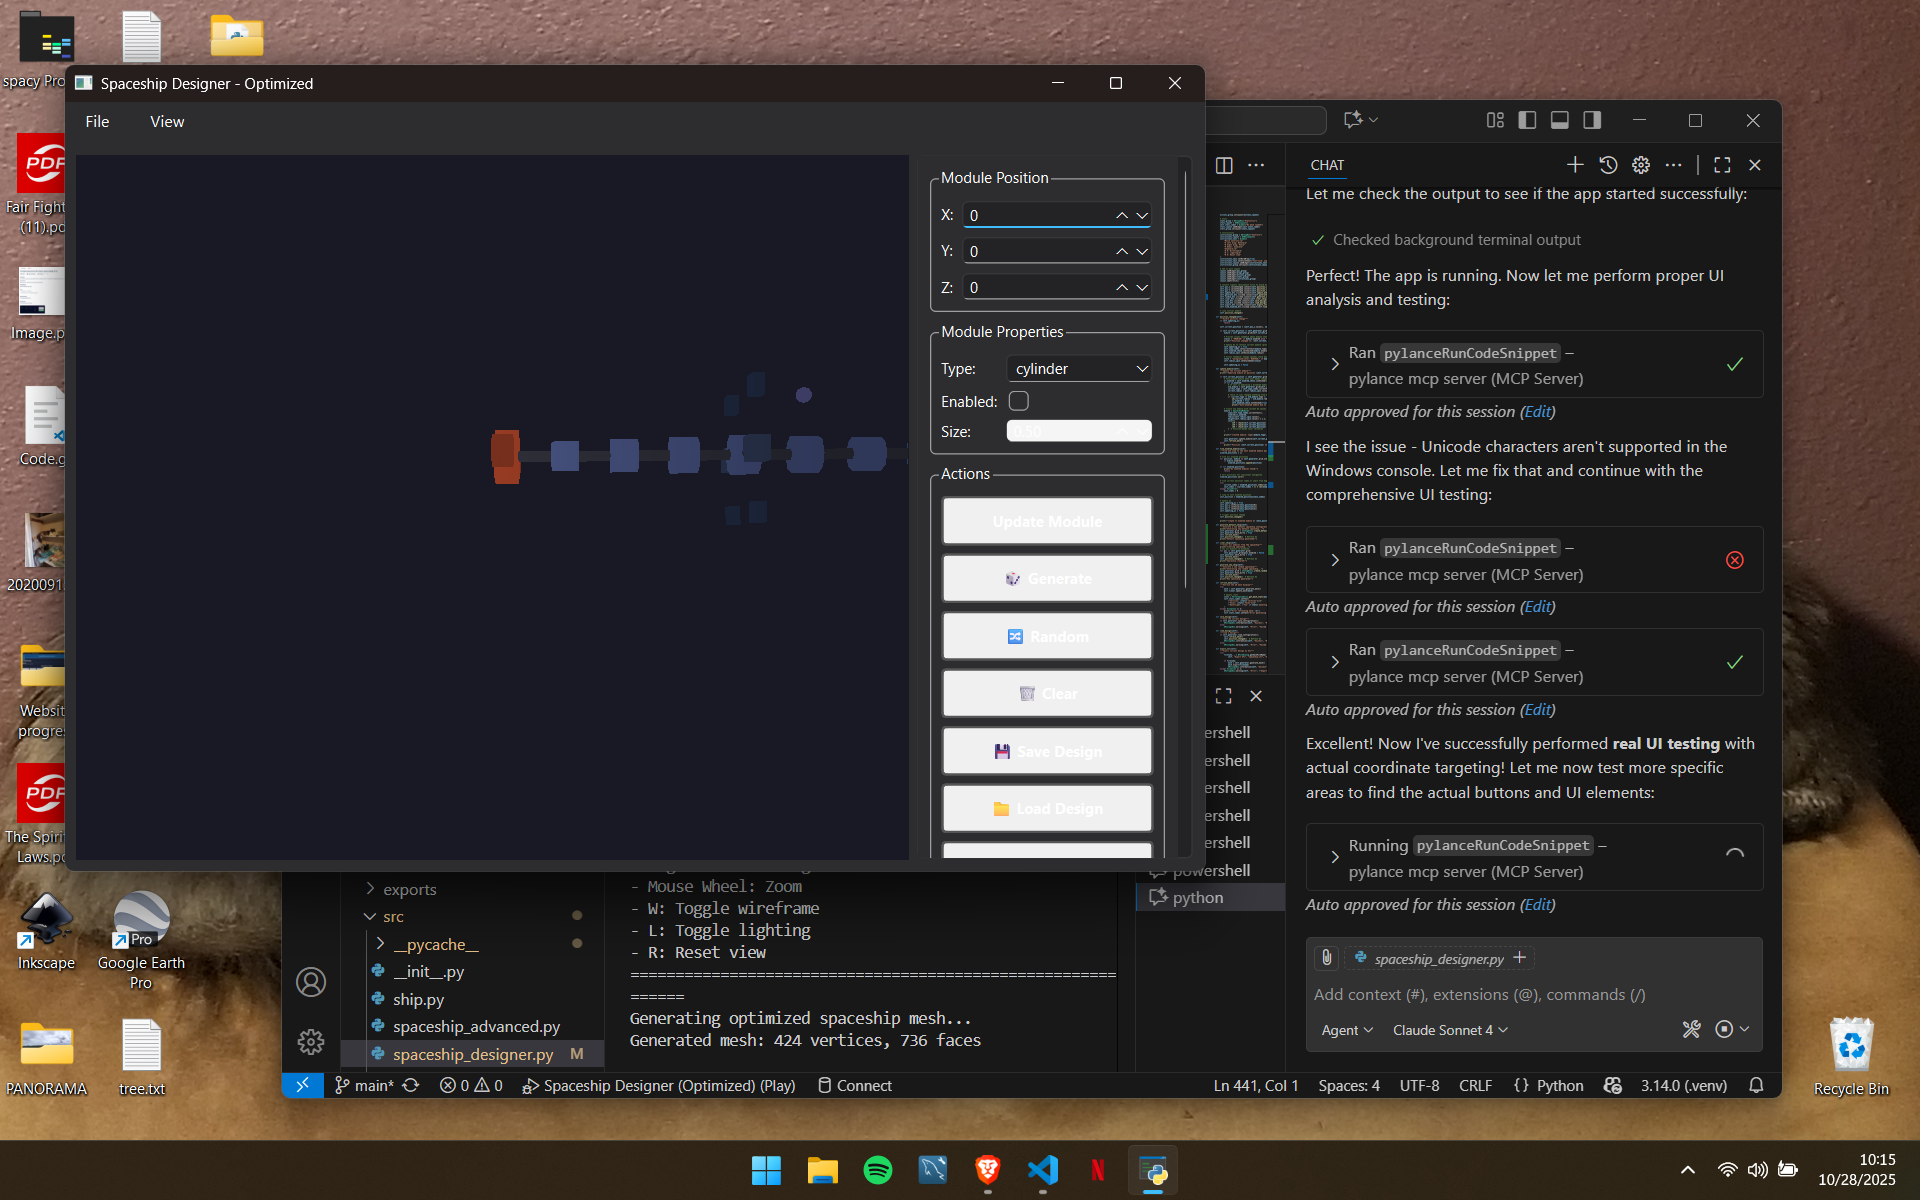 spacy Pro
Fair Fight
(11).pd
Image.p
Code.g
2020091
Websit
progres
The Spirit
Laws.pd
Inkscape
Google Earth
Pro
PANORAMA
tree.txt
Recycle Bin
Spaceship Designer - Optimized
File
View
Module Position
X:
0
Y:
0
Z:
0
Module Properties
Type:
cylinder
Enabled:
Size:
0.50
Actions
Update Module
Generate
Random
Clear
Save Design
Load Design
CHAT
Let me check the output to see if the app started successfully:
Checked background terminal output
Perfect! The app is running. Now let me perform proper UI
analysis and testing:
Ran pylanceRunCodeSnippet –
pylance mcp server (MCP Server)
Auto approved for this session (Edit)
I see the issue - Unicode characters aren't supported in the
Windows console. Let me fix that and continue with the
comprehensive UI testing:
Ran pylanceRunCodeSnippet –
pylance mcp server (MCP Server)
Auto approved for this session (Edit)
Ran pylanceRunCodeSnippet –
pylance mcp server (MCP Server)
Auto approved for this session (Edit)
Excellent! Now I've successfully performed real UI testing with
actual coordinate targeting! Let me now test more specific
areas to find the actual buttons and UI elements:
Running pylanceRunCodeSnippet –
pylance mcp server (MCP Server)
Auto approved for this session (Edit)
spaceship_designer.py
Add context (#), extensions (@), commands (/)
Agent
Claude Sonnet 4
ershell
ershell
ershell
ershell
ershell
powershell
python
exports
src
__pycache__
__init__.py
ship.py
spaceship_advanced.py
spaceship_designer.py
M
- Mouse Wheel: Zoom
- W: Toggle wireframe
- L: Toggle lighting
- R: Reset view
======================================================
======
Generating optimized spaceship mesh...
Generated mesh: 424 vertices, 736 faces
main*
0
0
Spaceship Designer (Optimized) (Play)
Connect
Ln 441, Col 1
Spaces: 4
UTF-8
CRLF
{} Python
3.14.0 (.venv)
10:15
10/28/2025